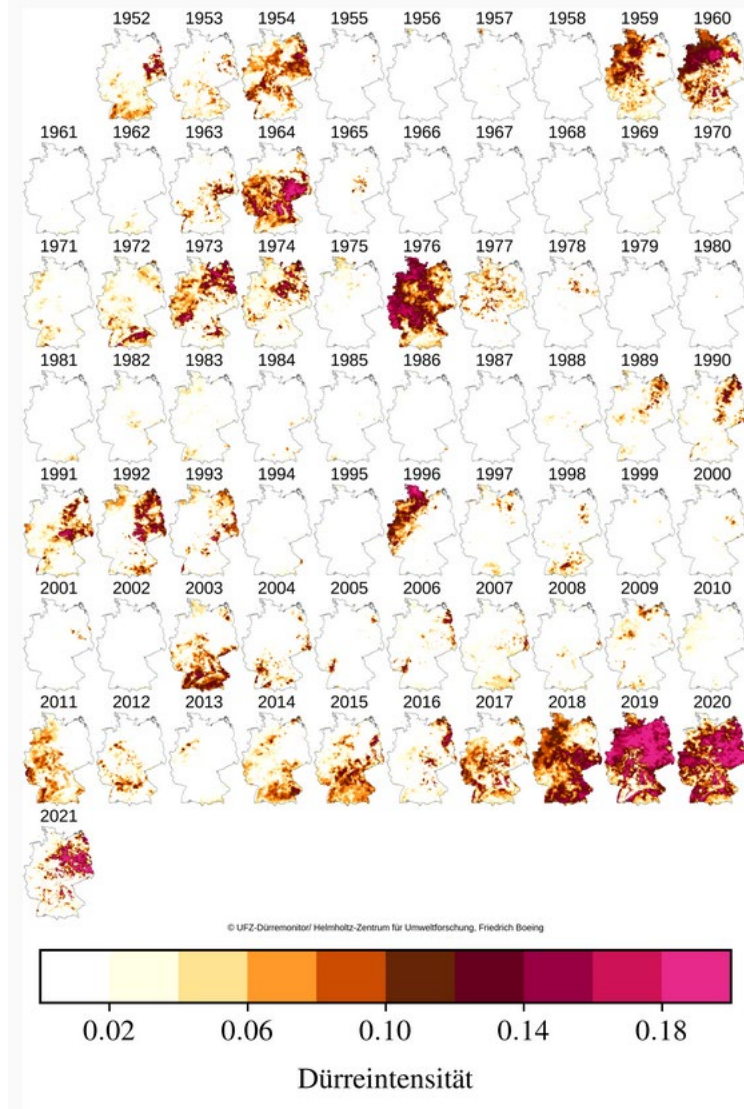 1952 1953 1954 1955 1956 1957 1958 1959 1960
1961 1962 1963 1964 1965 1966 1967 1968 1969 1970
1971 1972 1973 1974 1975 1976 1977 1978 1979 1980
1981 1982 1983 1984 1985 1986 1987 1988 1989 1990
1991 1992 1993 1994 1995 1996 1997 1998 1999 2000
2001 2002 2003 2004 2005 2006 2007 2008 2009 2010
2011 2012 2013 2014 2015 2016 2017 2018 2019 2020
2021
© UFZ-Dürremonitor/ Helmholtz-Zentrum für Umweltforschung, Friedrich Boeing
0.02 0.06 0.10 0.14 0.18
Dürreintensität